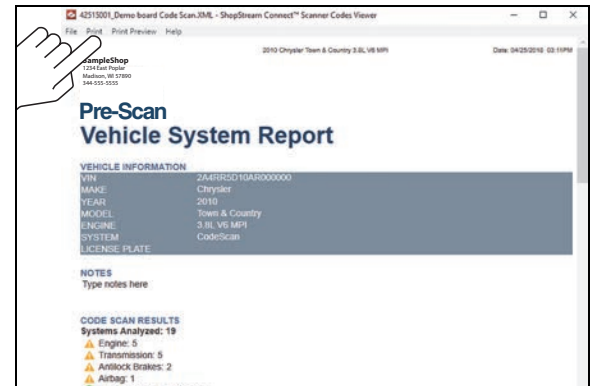 42515001_Demo board Code Scan.XML - ShopStream Connect™ Scanner Codes Viewer
File Print Print Preview Help
2010 Chrysler Town & Country 3.8L V6 MPI Date: 04/25/2018 03:11PM
SampleShop
1234 East Poplar
Madison, WI 57890
544-555-5555
Pre-Scan
Vehicle System Report
VEHICLE INFORMATION
VIN 2A4RR5D10AR000000
MAKE Chrysler
YEAR 2010
MODEL Town & Country
ENGINE 3.8L V6 MPI
SYSTEM CodeScan
LICENSE PLATE
NOTES
Type notes here
CODE SCAN RESULTS
Systems Analyzed: 19
Engine: 5
Transmission: 5
Antilock Brakes: 2
Airbag: 1